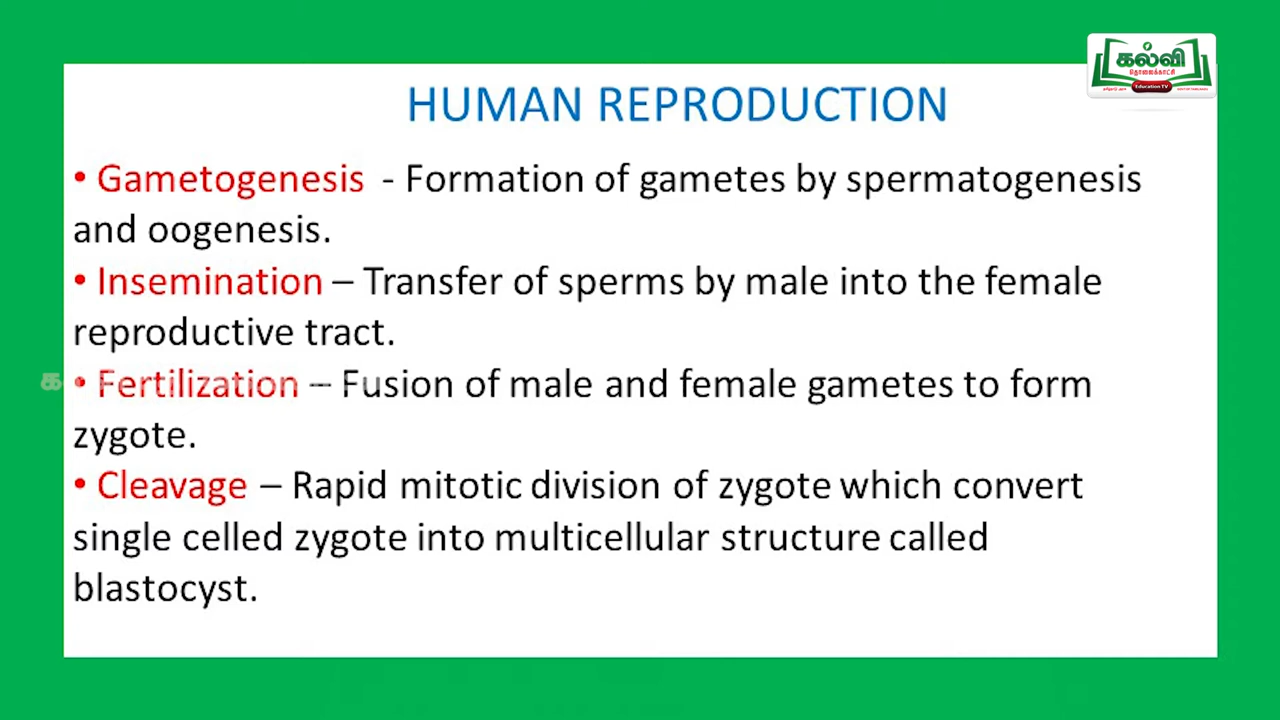 கல்வி
தொலைக்காட்சி
Education TV
HUMAN REPRODUCTION
• Gametogenesis - Formation of gametes by spermatogenesis
and oogenesis.
• Insemination – Transfer of sperms by male into the female
reproductive tract.
• Fertilization – Fusion of male and female gametes to form
zygote.
• Cleavage – Rapid mitotic division of zygote which convert
single celled zygote into multicellular structure called
blastocyst.